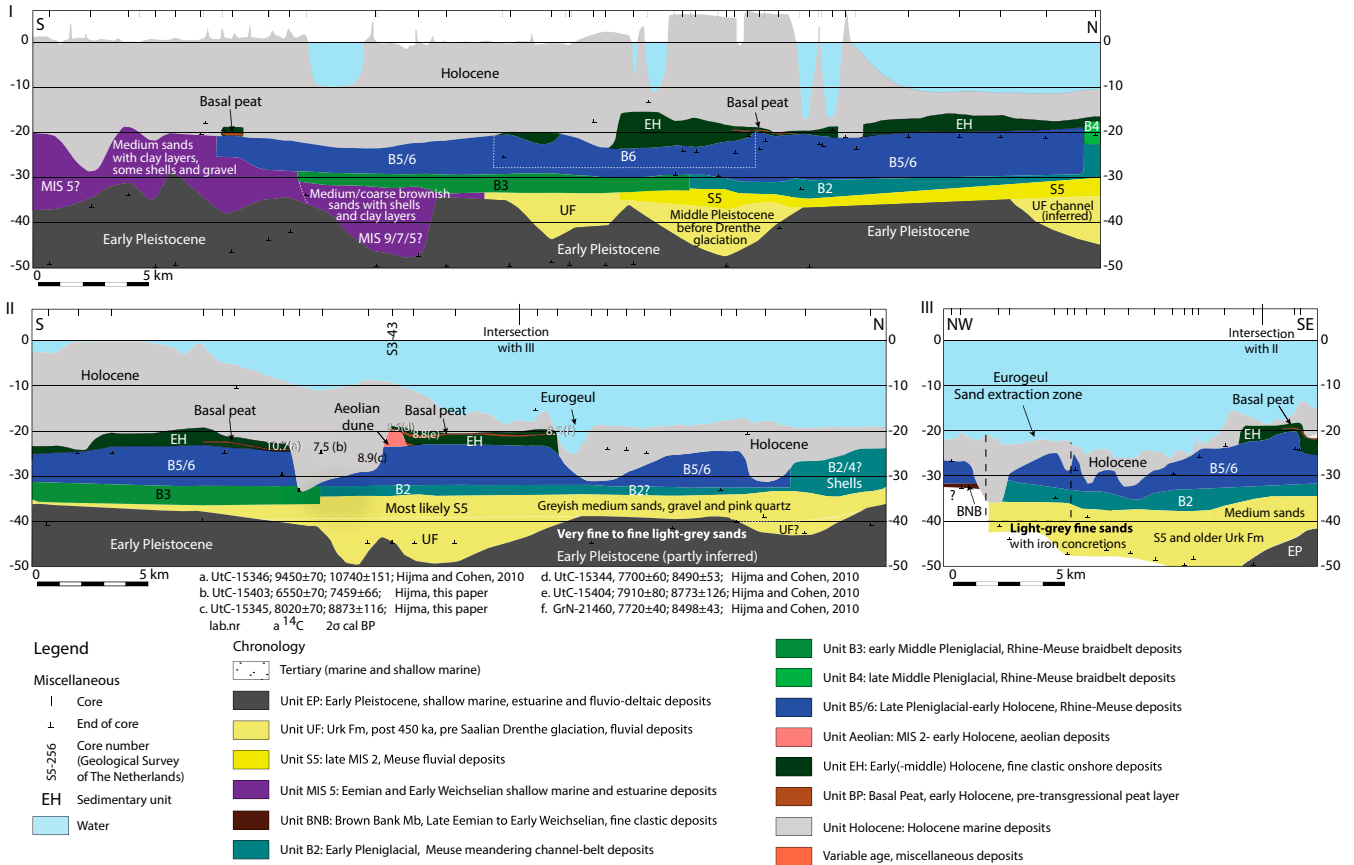 I
S
N
0
-10
-20
-30
-40
-50
0
-10
-20
-30
-40
-50
Holocene
Basal peat
Basal peat
EH
EH
B4
Medium sands
with clay layers,
some shells and gravel
MIS 5?
B5/6
B6
B5/6
B3
B2
Medium/coarse brownish
sands with shells
and clay layers
MIS 9/7/5?
UF
S5
S5
Middle Pleistocene
before Drenthe
glaciation
UF channel
(inferred)
Early Pleistocene
Early Pleistocene
Early Pleistocene
0
5 km
II
S
N
S3-43
Intersection
with III
0
-10
-20
-30
-40
-50
0
-10
-20
-30
-40
-50
Holocene
Basal peat
Aeolian
dune
Basal peat
Eurogeul
EH
10.7(a)
7,5 (b)
8.9(c)
8.8(e)
EH
Holocene
B5/6
B5/6
B2/4?
Shells
B3
B2
B2?
Most likely S5
Greyish medium sands, gravel and pink quartz
UF
UF?
Very fine to fine light-grey sands
Early Pleistocene
Early Pleistocene (partly inferred)
0
5 km
III
NW
SE
Intersection
with II
0
-10
-20
-30
-40
-50
0
-10
-20
-30
-40
-50
Eurogeul
Sand extraction zone
Basal peat
EH
Holocene
B5/6
?
BNB
B2
Medium sands
Light-grey fine sands
with iron concretions
S5 and older Urk Fm
EP
0
5 km
a. UtC-15346; 9450±70; 10740±151; Hijma and Cohen, 2010
b. UtC-15403; 6550±70; 7459±66; Hijma, this paper
c. UtC-15345, 8020±70; 8873±116; Hijma, this paper
lab.nr a 14C 2σ cal BP
d. UtC-15344, 7700±60; 8490±53; Hijma and Cohen, 2010
e. UtC-15404; 7910±80; 8773±126; Hijma and Cohen, 2010
f. GrN-21460, 7720±40; 8498±43; Hijma and Cohen, 2010
Legend
Miscellaneous
Core
End of core
S5-256
Core number
(Geological Survey
of The Netherlands)
EH Sedimentary unit
Water
Chronology
Tertiary (marine and shallow marine)
Unit EP: Early Pleistocene, shallow marine, estuarine and fluvio-deltaic deposits
Unit UF: Urk Fm, post 450 ka, pre Saalian Drenthe glaciation, fluvial deposits
Unit S5: late MIS 2, Meuse fluvial deposits
Unit MIS 5: Eemian and Early Weichselian shallow marine and estuarine deposits
Unit BNB: Brown Bank Mb, Late Eemian to Early Weichselian, fine clastic deposits
Unit B2: Early Pleniglacial, Meuse meandering channel-belt deposits
Unit B3: early Middle Pleniglacial, Rhine-Meuse braidbelt deposits
Unit B4: late Middle Pleniglacial, Rhine-Meuse braidbelt deposits
Unit B5/6: Late Pleniglacial-early Holocene, Rhine-Meuse deposits
Unit Aeolian: MIS 2- early Holocene, aeolian deposits
Unit EH: Early(-middle) Holocene, fine clastic onshore deposits
Unit BP: Basal Peat, early Holocene, pre-transgressional peat layer
Unit Holocene: Holocene marine deposits
Variable age, miscellaneous deposits